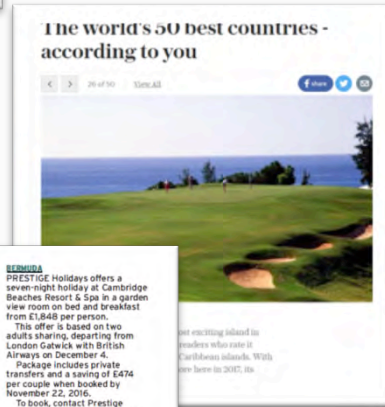 The world's 50 best countries -
according to you
26 of 50 View All
share
BERMUDA
PRESTIGE Holidays offers a
seven-night holiday at Cambridge
Beaches Resort & Spa in a garden
view room on bed and breakfast
from £1,848 per person.
This offer is based on two
adults sharing, departing from
London Gatwick with British
Airways on December 4.
Package includes private
transfers and a saving of £474
per couple when booked by
November 22, 2016.
To book, contact Prestige
ost exciting island in
readers who rate it
Caribbean islands. With
ore here in 2017, its